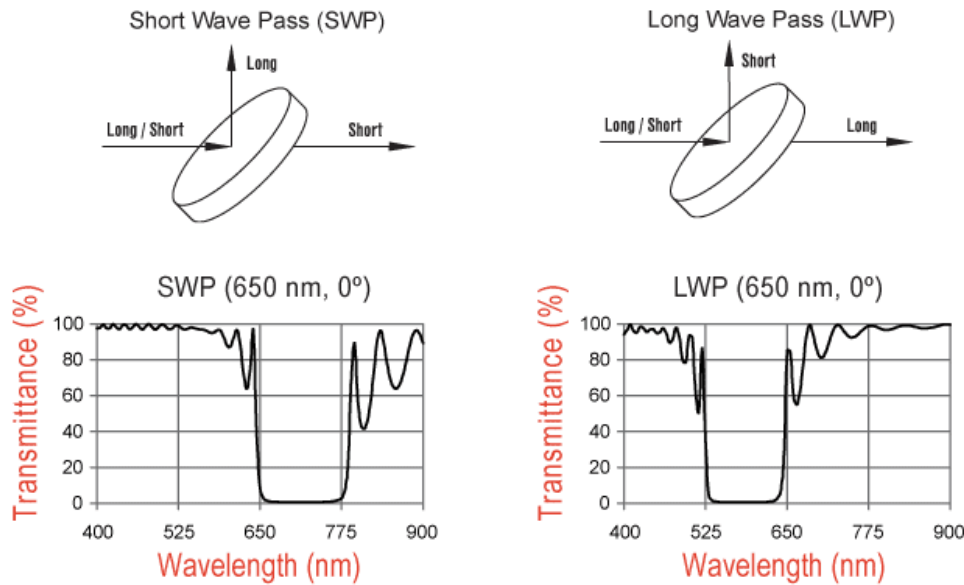 Short Wave Pass (SWP)
Long
Long / Short
Short
Long Wave Pass (LWP)
Short
Long / Short
Long
SWP (650 nm, 0º)
Transmittance (%)
100
80
60
40
20
0
400 525 650 775 900
Wavelength (nm)
LWP (650 nm, 0º)
Transmittance (%)
100
80
60
40
20
0
400 525 650 775 900
Wavelength (nm)